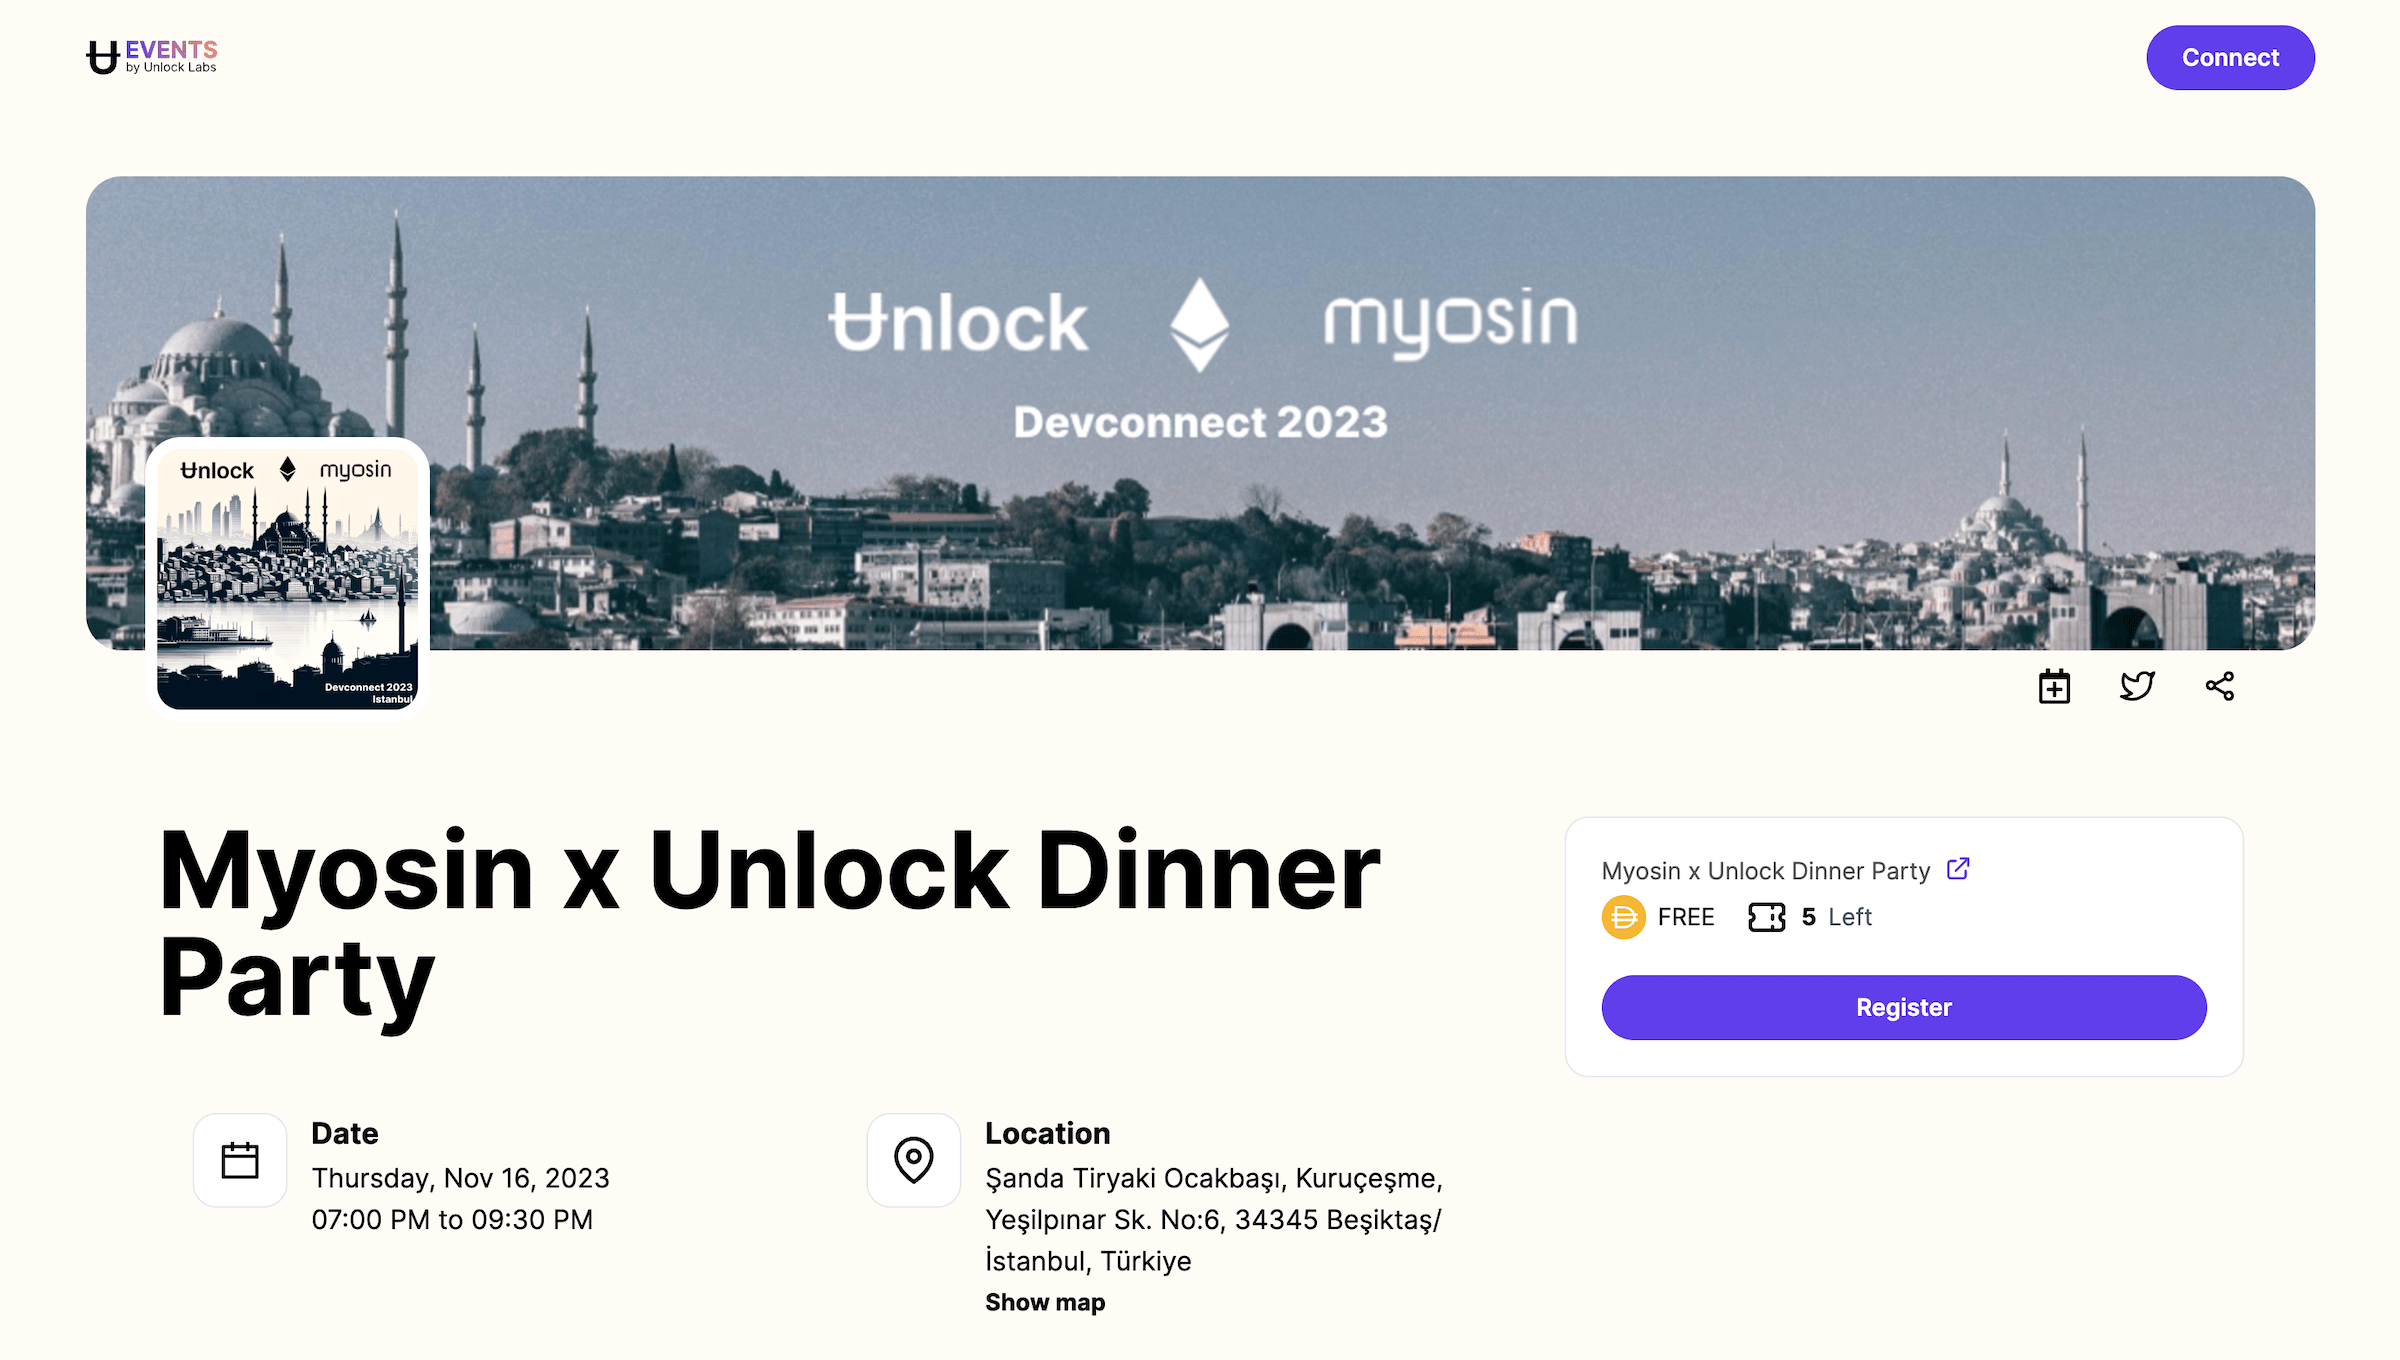 EVENTS
by Unlock Labs
Connect
Unlock myosin
Devconnect 2023
Unlock myosin
Devconnect 2023
Istanbul
Myosin x Unlock Dinner
Party
Myosin x Unlock Dinner Party
FREE 5 Left
Register
Date
Thursday, Nov 16, 2023
07:00 PM to 09:30 PM
Location
Şanda Tiryaki Ocakbaşı, Kuruçeşme,
Yeşilpınar Sk. No:6, 34345 Beşiktaş/
İstanbul, Türkiye
Show map